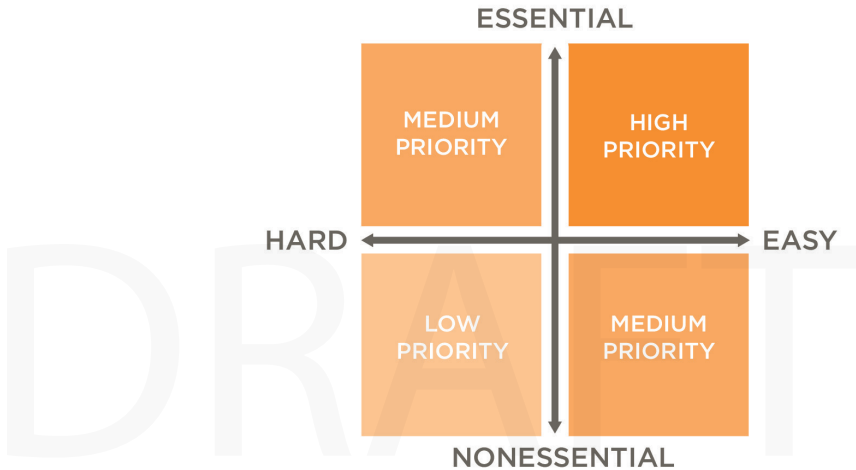 ESSENTIAL
MEDIUM
PRIORITY
HIGH
PRIORITY
HARD
EASY
LOW
PRIORITY
MEDIUM
PRIORITY
NONESSENTIAL
DRAFT